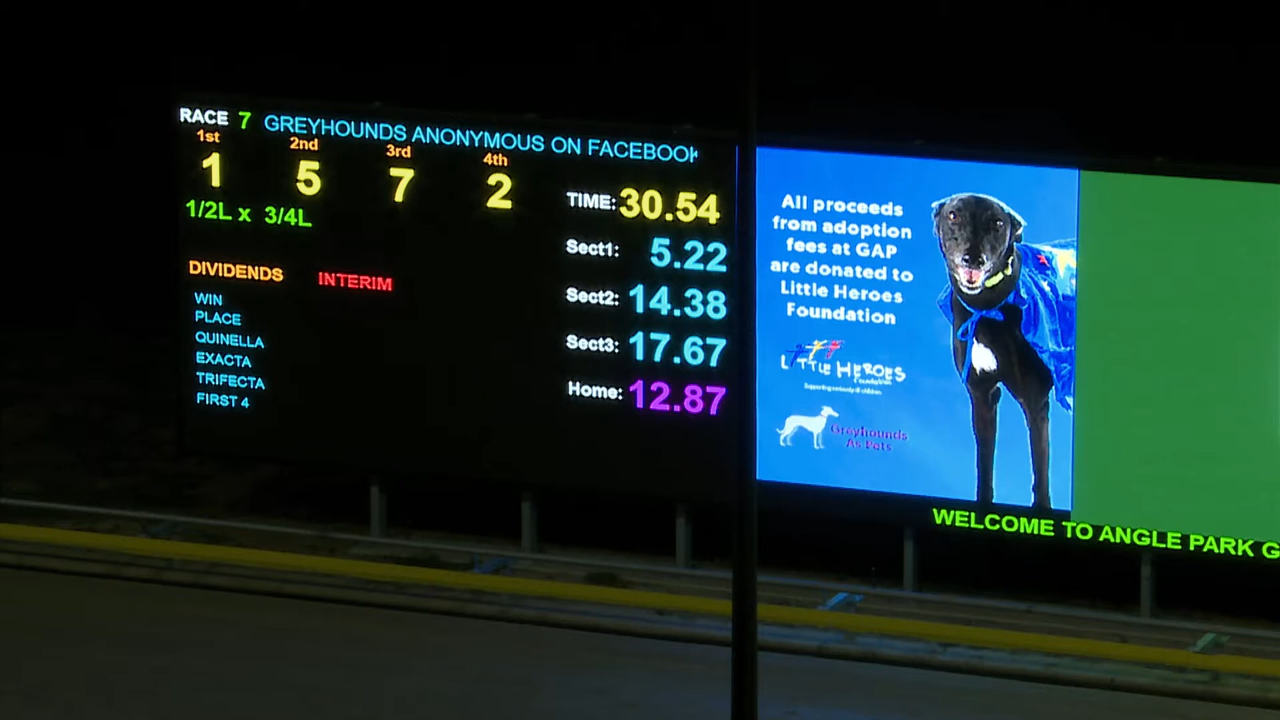 RACE 7 GREYHOUNDS ANONYMOUS ON FACEBOOK
1st 2nd 3rd 4th
1 5 7 2
1/2L x 3/4L
TIME: 30.54
Sect1: 5.22
Sect2: 14.38
Sect3: 17.67
Home: 12.87
DIVIDENDS INTERIM
WIN
PLACE
QUINELLA
EXACTA
TRIFECTA
FIRST 4
All proceeds
from adoption
fees at GAP
are donated to
Little Heroes
Foundation
LITTLE HEROES
Foundation
Greyhounds
As Pets
WELCOME TO ANGLE PARK G